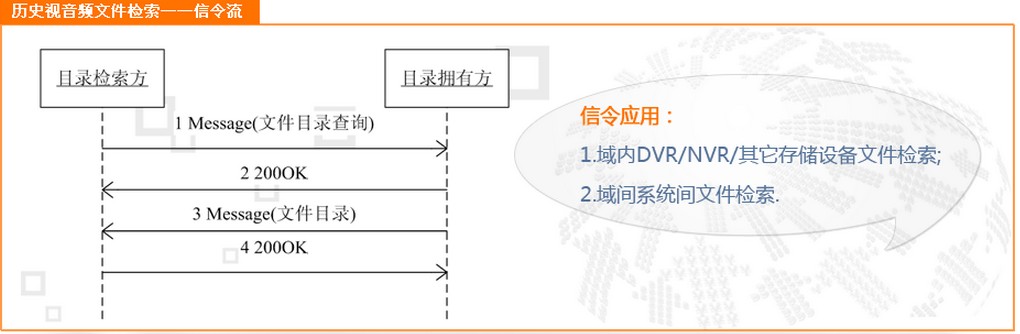 历史视音频文件检索——信令流
目录检索方
目录拥有方
1 Message(文件目录查询)
2 200OK
3 Message(文件目录)
4 200OK
信令应用：
1.域内DVR/NVR/其它存储设备文件检索;
2.域间系统间文件检索.